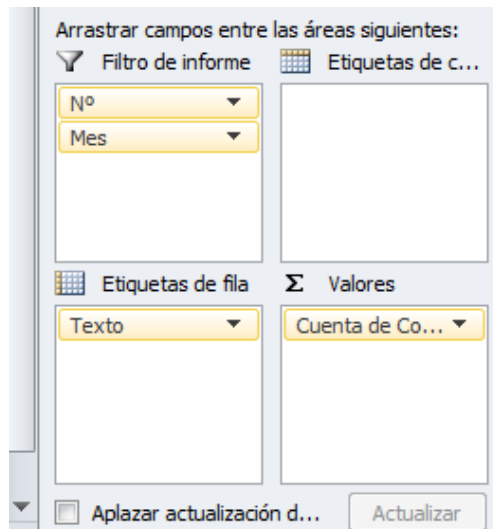 Arrastrar campos entre las áreas siguientes:
Filtro de informe
Etiquetas de c...
Nº
Mes
Etiquetas de fila
Σ Valores
Texto
Cuenta de Co...
Aplazar actualización d...
Actualizar